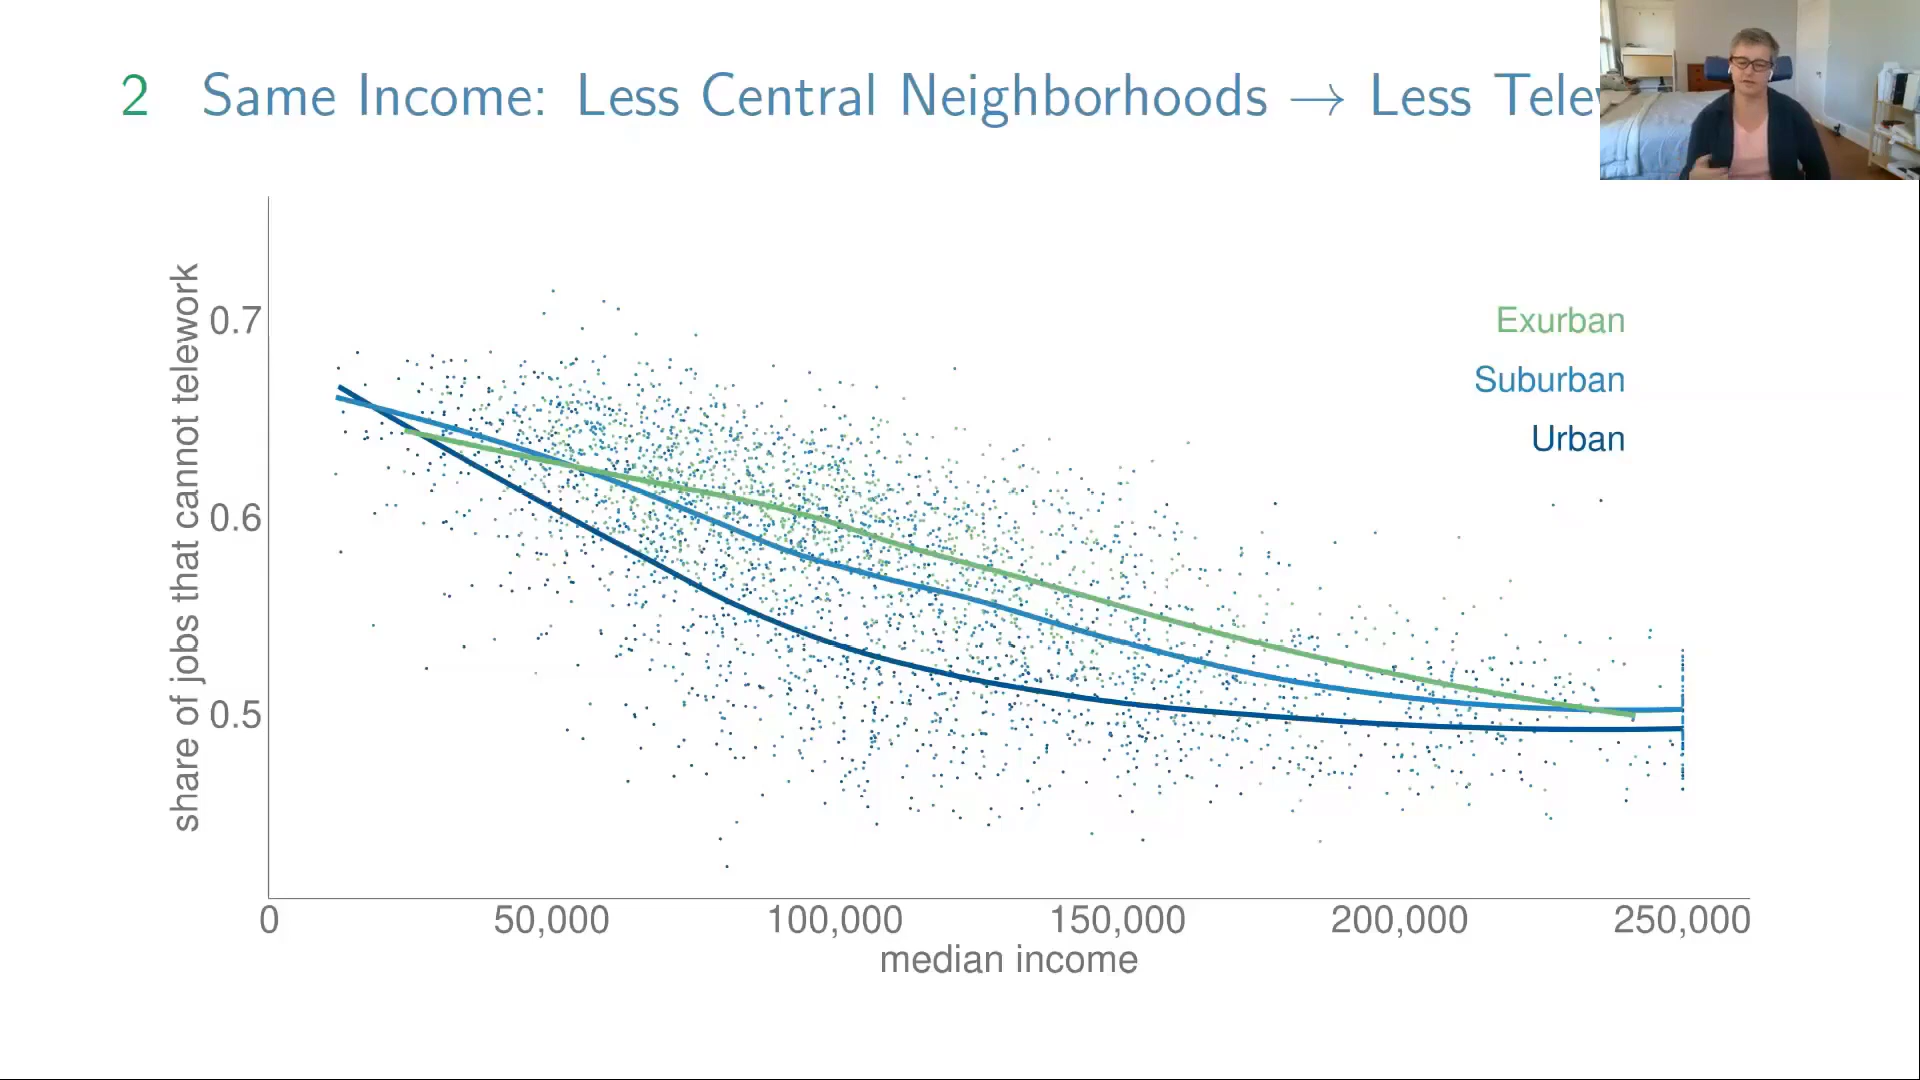 2 Same Income: Less Central Neighborhoods → Less
share of jobs that cannot telework
0.7
0.6
0.5
Exurban
Suburban
Urban
0 50,000 100,000 150,000 200,000 250,000
median income